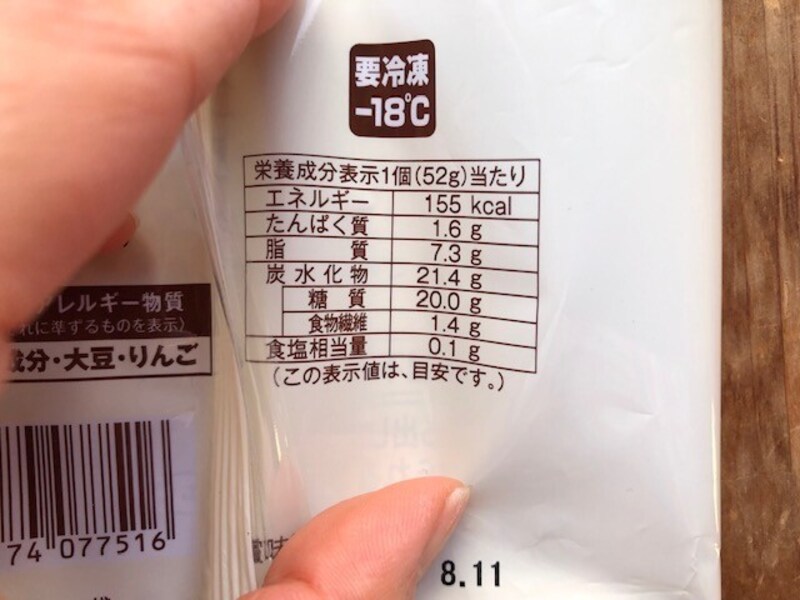 要冷凍
-18℃
栄養成分表示1個(52g)当たり
エネルギー 155 kcal
たんぱく質 1.6 g
脂質 7.3 g
炭水化物 21.4 g
糖質 20.0 g
食物繊維 1.4 g
食塩相当量 0.1 g
(この表示値は、目安です。)
レルギー物質
れに準ずるものを表示)
成分・大豆・りんご
74 077516
8.11